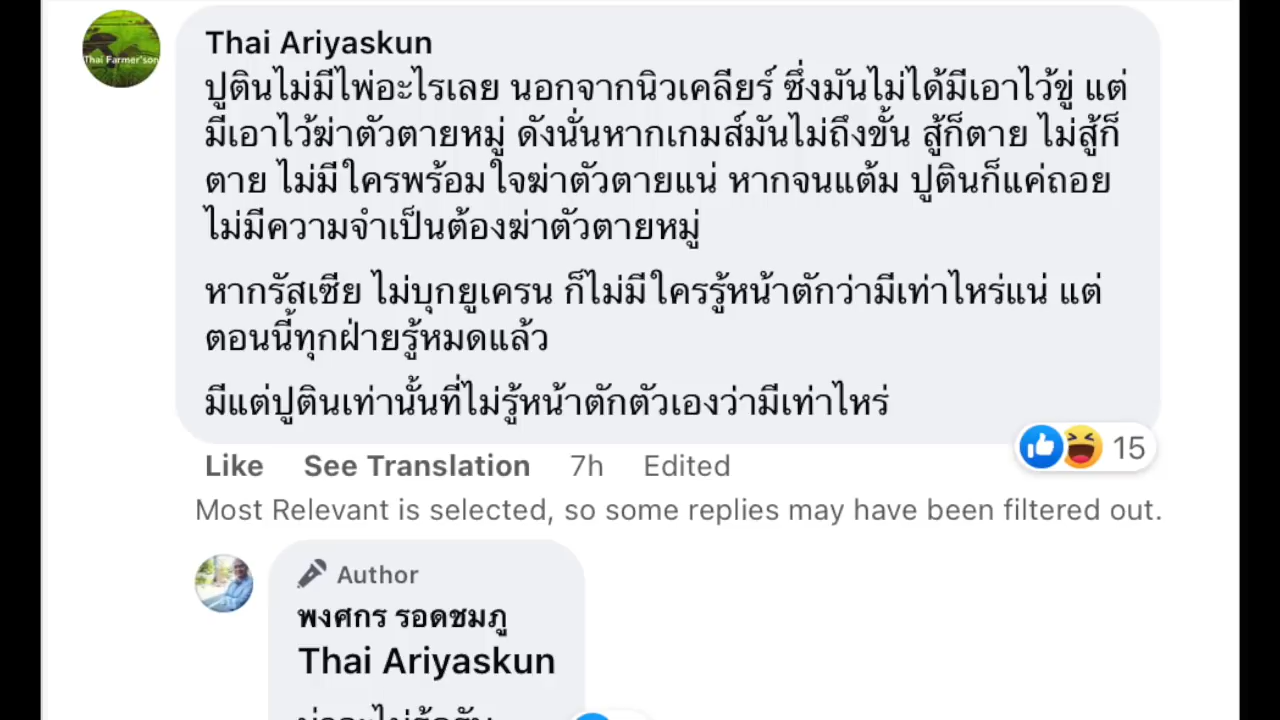 Thai Farmer'son
Thai Ariyaskun
ปูตินไม่มีไพ่อะไรเลย นอกจากนิวเคลียร์ ซึ่งมันไม่ได้มีเอาไว้ขู่ แต่
มีเอาไว้ฆ่าตัวตายหมู่ ดังนั่นหากเกมส์มันไม่ถึงขั้น สู้ก็ตาย ไม่สู้ก็
ตาย ไม่มีใครพร้อมใจฆ่าตัวตายแน่ หากจนแต้ม ปูตินก็แค่ถอย
ไม่มีความจำเป็นต้องฆ่าตัวตายหมู่
หากรัสเซีย ไม่บุกยูเครน ก็ไม่มีใครรู้หน้าตักว่ามีเท่าไหร่แน่ แต่
ตอนนี้ทุกฝ่ายรู้หมดแล้ว
มีแต่ปูตินเท่านั้นที่ไม่รู้หน้าตักตัวเองว่ามีเท่าไหร่
15
Like See Translation 7h Edited
Most Relevant is selected, so some replies may have been filtered out.
Author
พงศกร รอดชมภู
Thai Ariyaskun